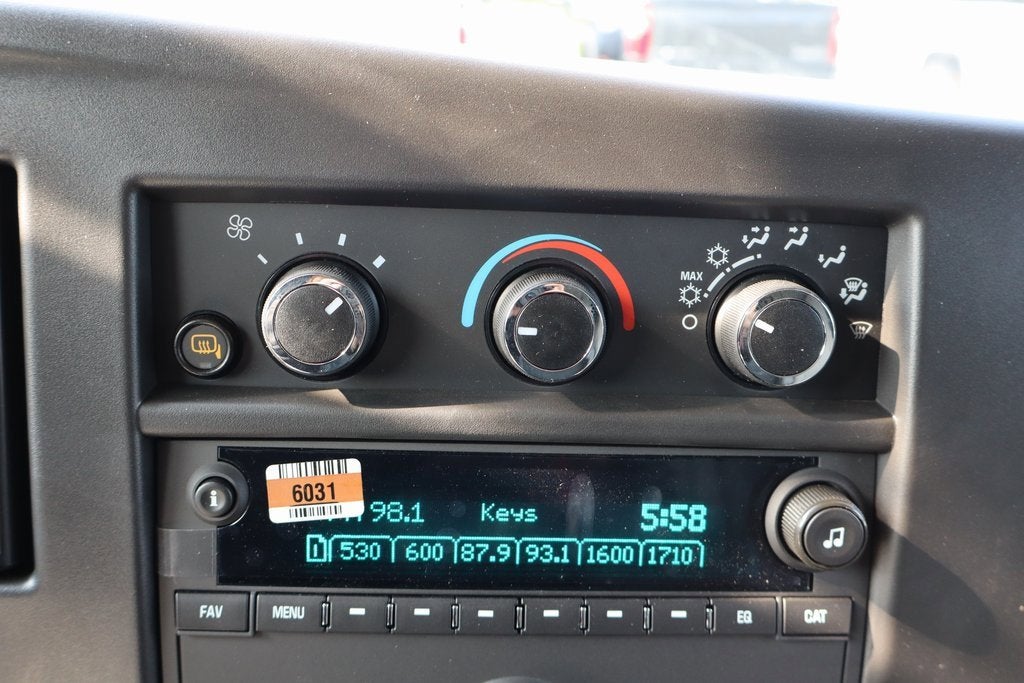 MAX
6031
98.1 Keys 5:58
1 530 600 87.9 93.1 1600 1710
i
FAV MENU EQ CAT